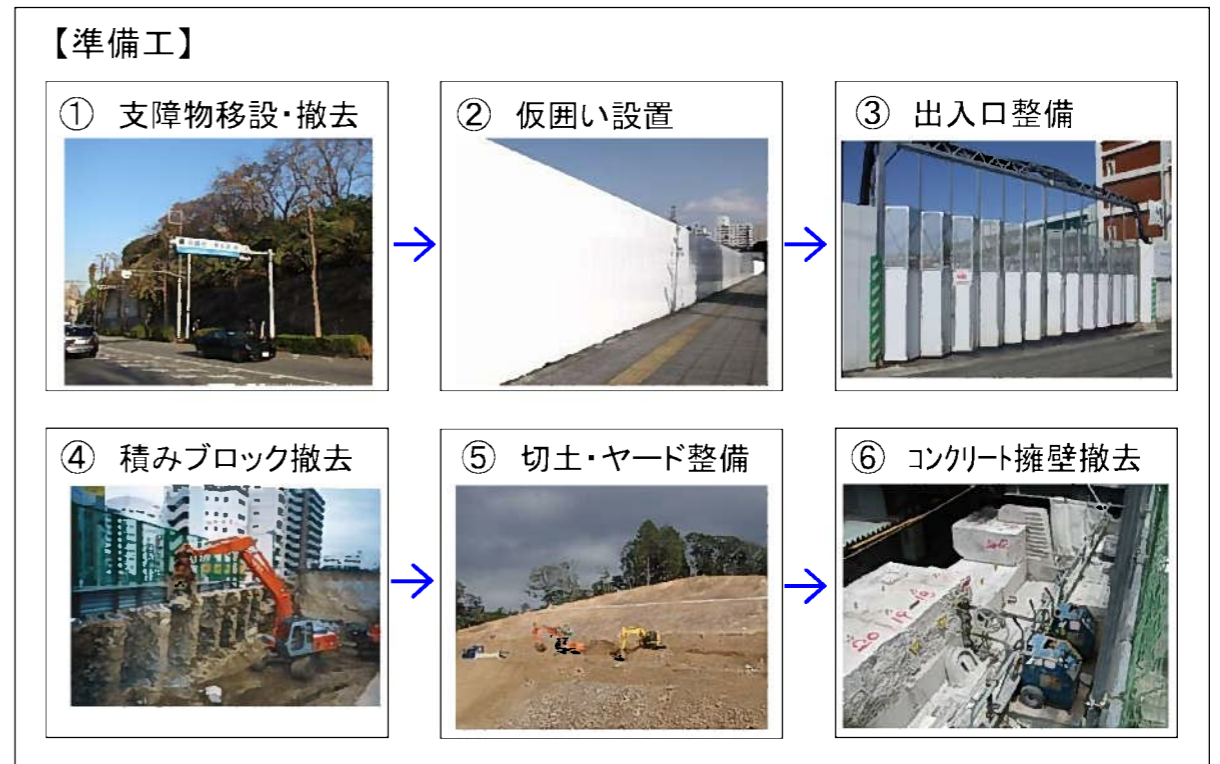 【準備工】
① 支障物移設・撤去
② 仮囲い設置
③ 出入口整備
④ 積みブロック撤去
⑤ 切土・ヤード整備
⑥ コンクリート擁壁撤去